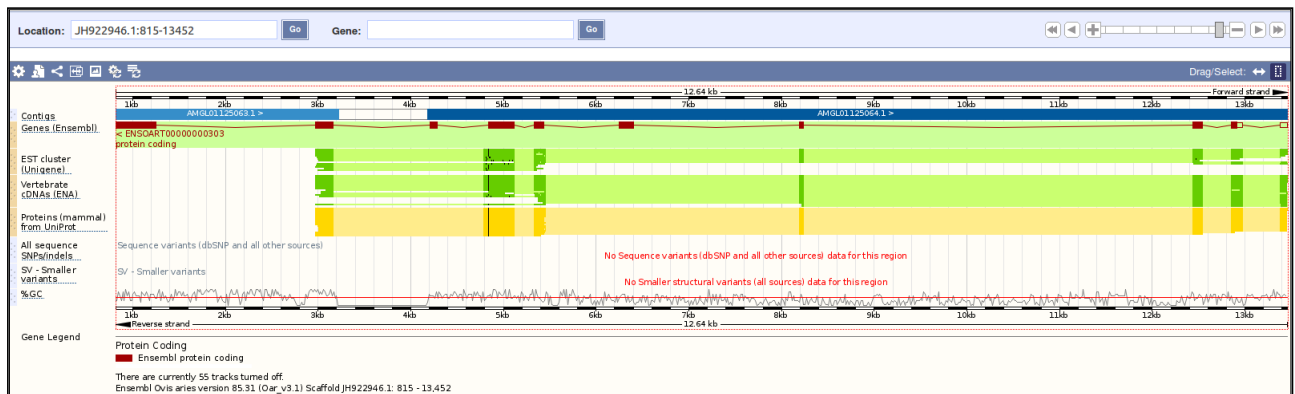 Location: JH922946.1:815-13452 Go Gene: Go
Drag/Select:
12.64 kb Forward strand
1kb 2kb 3kb 4kb 5kb 6kb 7kb 8kb 9kb 10kb 11kb 12kb 13kb
Contigs AMGL01125063.1 > AMGL01125064.1 >
Genes (Ensembl)
< ENSOART00000000303
protein coding
EST cluster
(Unigene)
Vertebrate
cDNAs (ENA)
Proteins (mammal)
from UniProt
All sequence
SNPs/indels
Sequence variants (dbSNP and all other sources)
No Sequence variants (dbSNP and all other sources) data for this region
SV - Smaller
variants
SV - Smaller variants
No Smaller structural variants (all sources) data for this region
%GC
1kb 2kb 3kb 4kb 5kb 6kb 7kb 8kb 9kb 10kb 11kb 12kb 13kb
Reverse strand 12.64 kb
Gene Legend
Protein Coding
Ensembl protein coding
There are currently 55 tracks turned off.
Ensembl Ovis aries version 85.31 (Oar_v3.1) Scaffold JH922946.1: 815 - 13,452